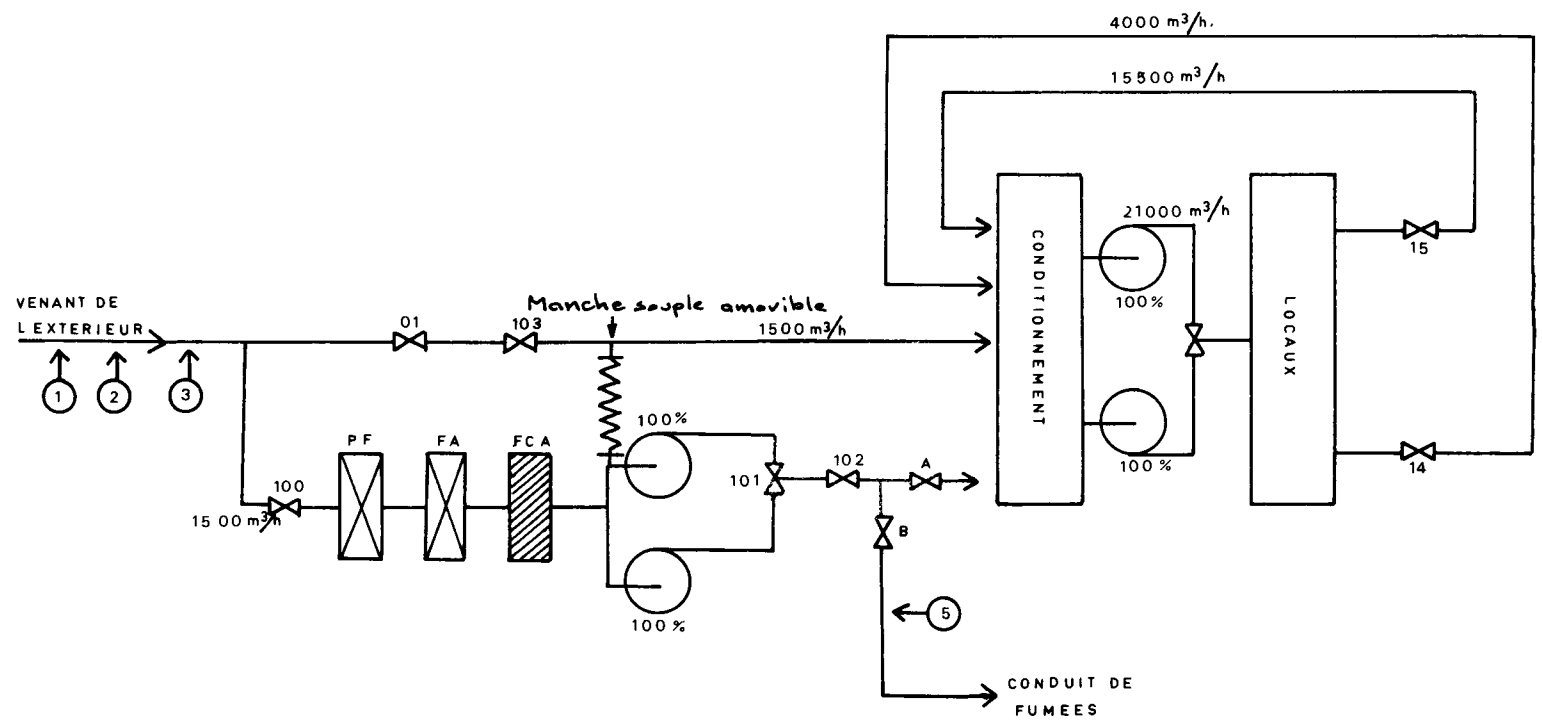 4000 m³/h.
15500 m³/h
21000 m³/h
15
100%
CONDITIONNEMENT
LOCAUX
VENANT DE
L EXTERIEUR
01
103
Manche souple amovible
1500 m³/h
1
2
3
100%
100%
PF
FA
FCA
14
100
1500 m³/h
101
102
A
B
100%
5
CONDUIT DE
FUMEES